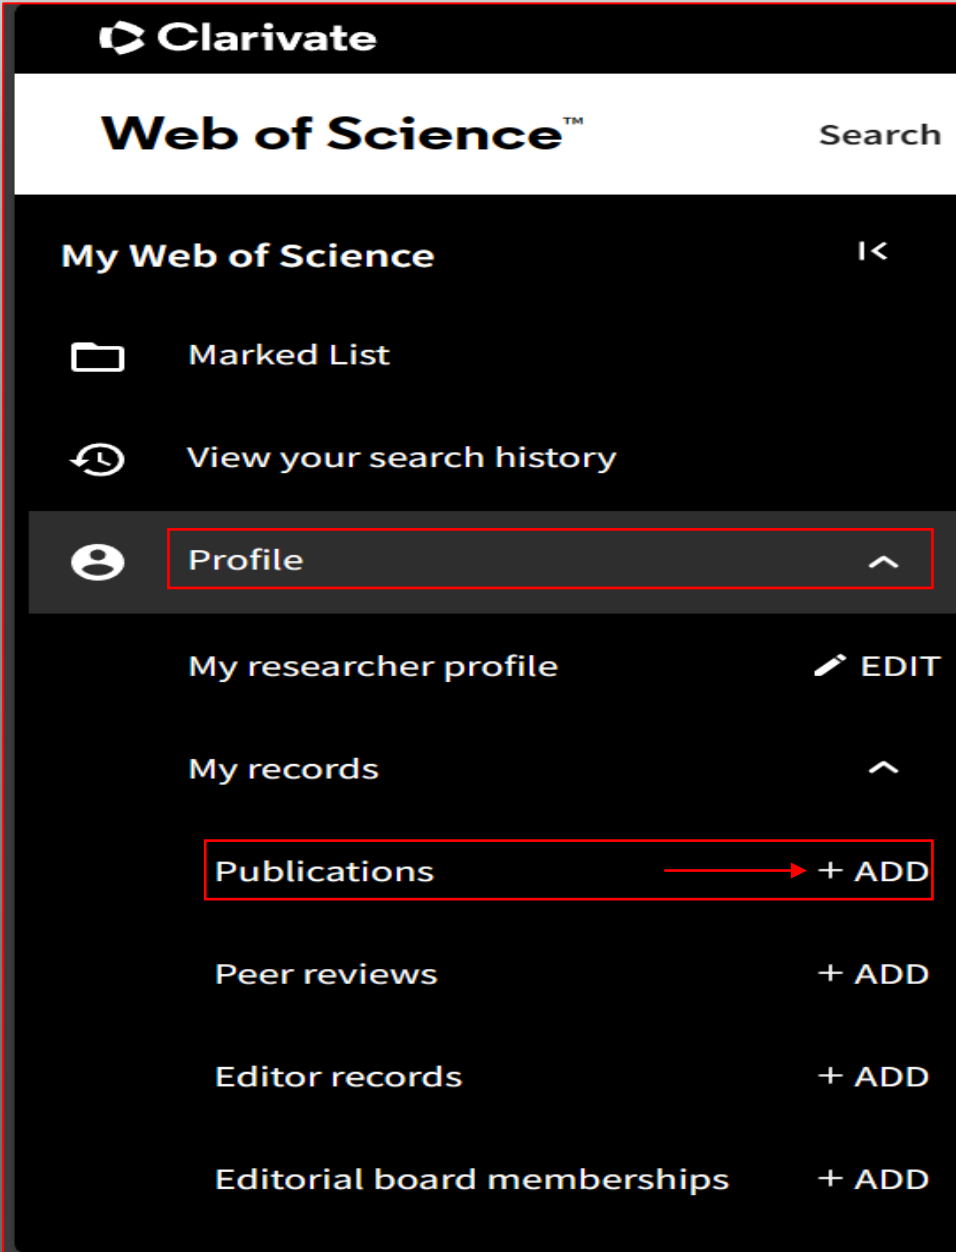 Clarivate
Web of Science™ Search
My Web of Science
Marked List
View your search history
Profile
My researcher profile EDIT
My records
Publications + ADD
Peer reviews + ADD
Editor records + ADD
Editorial board memberships + ADD